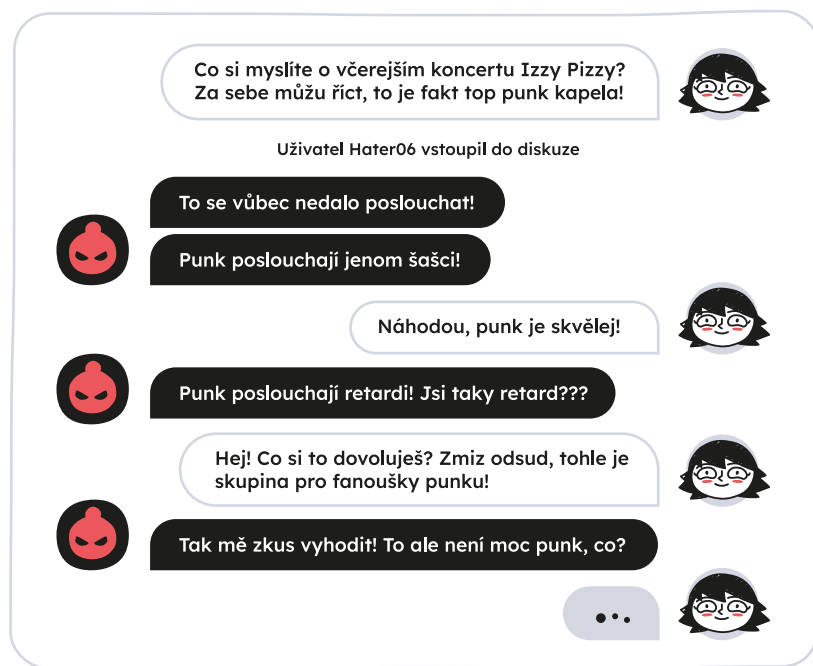 Co si myslíte o včerejším koncertu Izzy Pizzy?
Za sebe můžu říct, to je fakt top punk kapela!
Uživatel Hater06 vstoupil do diskuze
To se vůbec nedalo poslouchat!
Punk poslouchají jenom šašci!
Náhodou, punk je skvělej!
Punk poslouchají retardi! Jsi taky retard???
Hej! Co si to dovoluješ? Zmiz odsud, tohle je
skupina pro fanoušky punku!
Tak mě zkus vyhodit! To ale není moc punk, co?